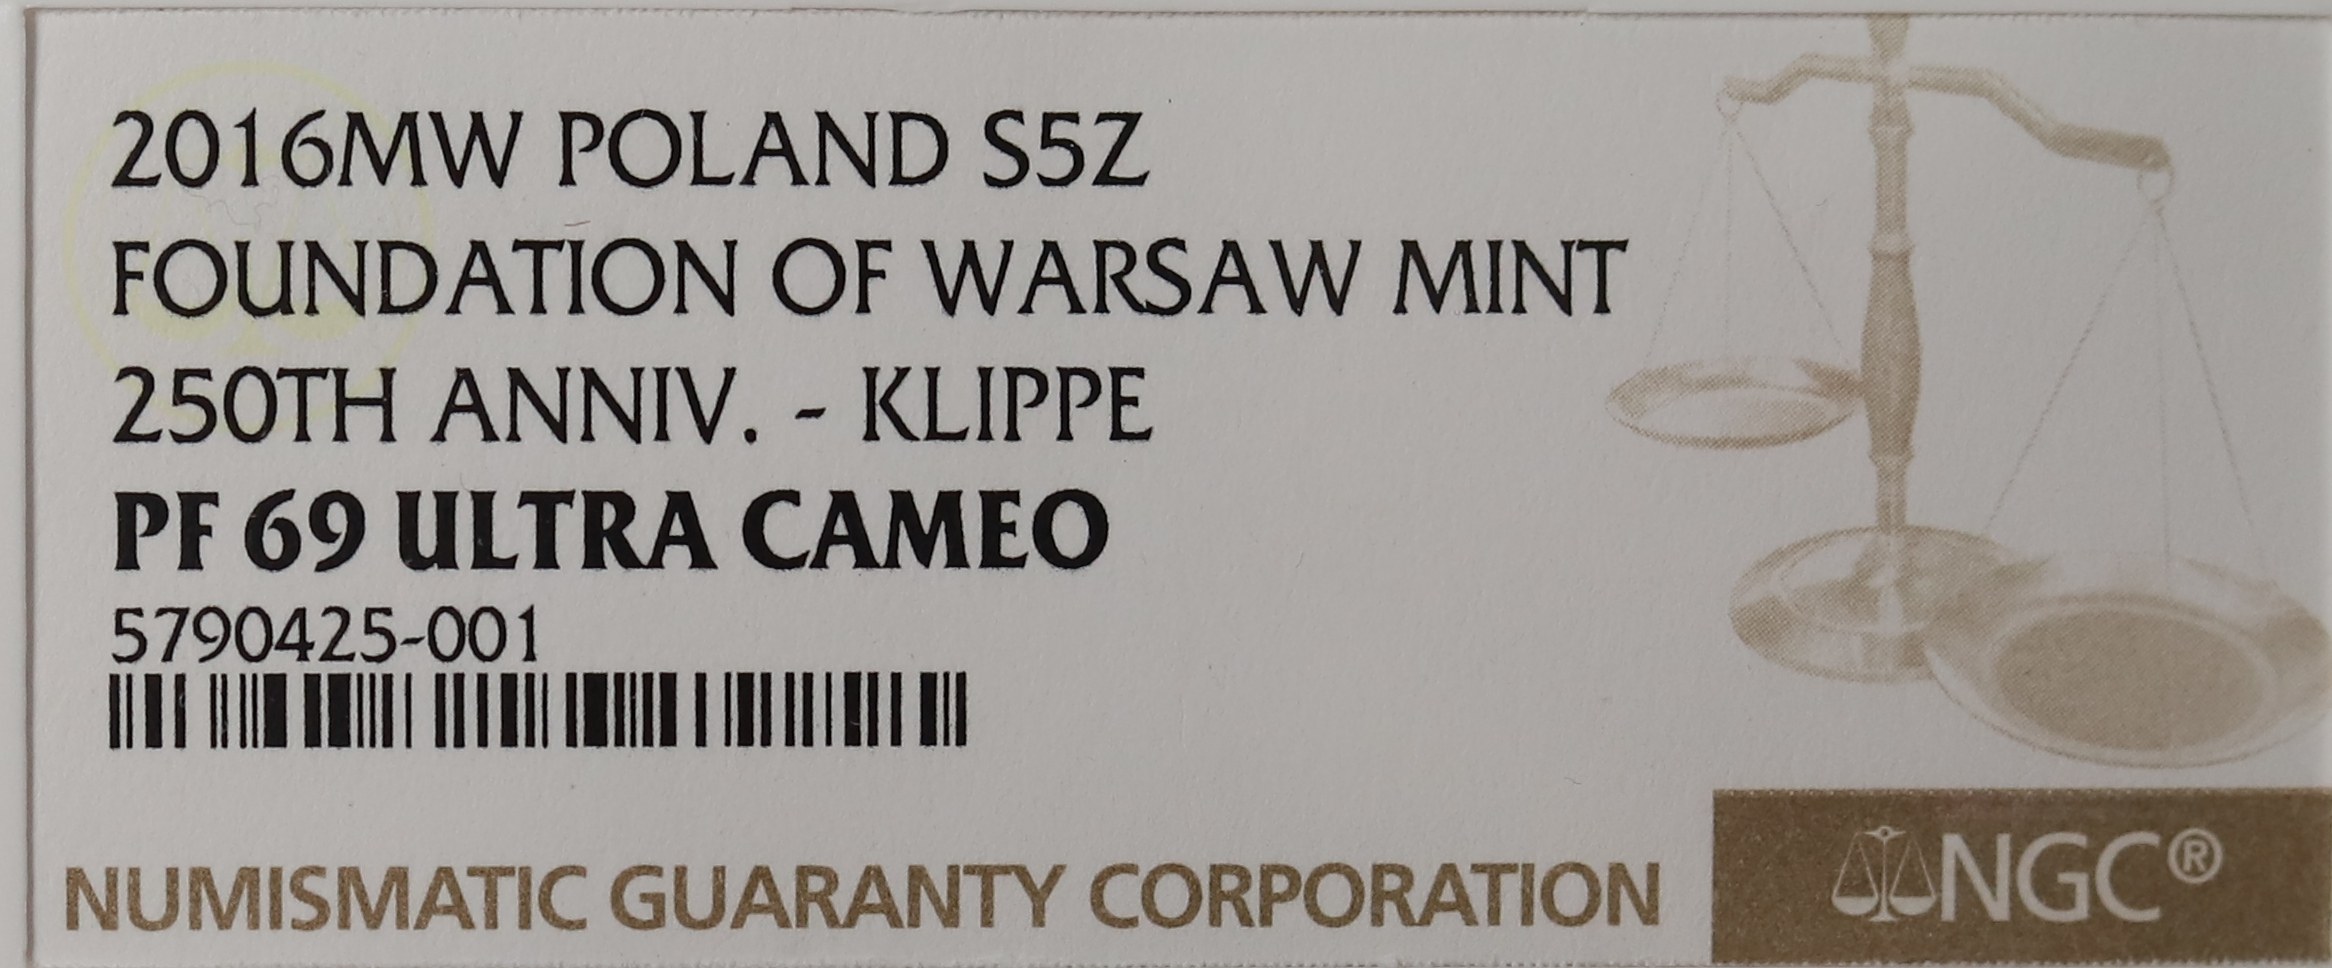 2016MW POLAND S5Z
FOUNDATION OF WARSAW MINT
250TH ANNIV. - KLIPPE
PF 69 ULTRA CAMEO
5790425-001
NUMISMATIC GUARANTY CORPORATION
NGC®